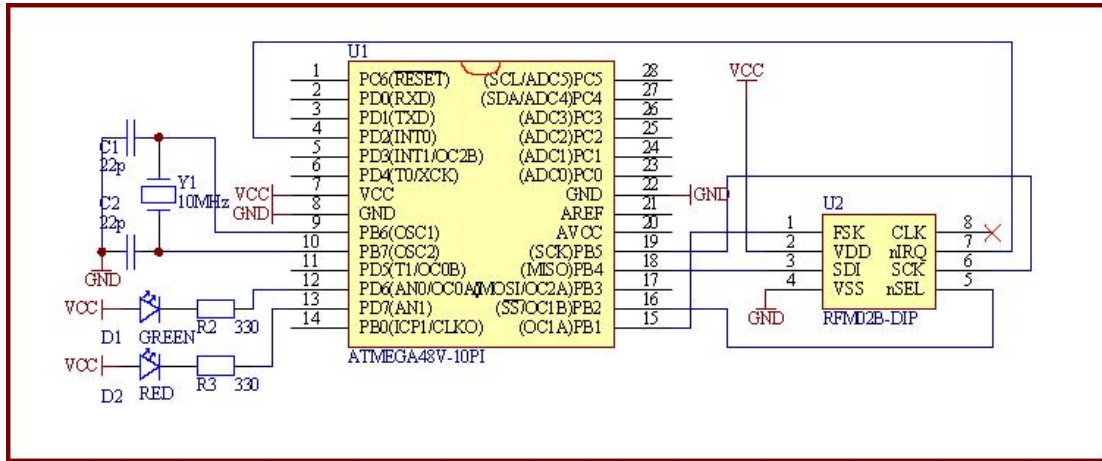 U1
1 PC6(RESET) (SCL/ADC5)PC5 28
2 PD0(RXD) (SDA/ADC4)PC4 27
3 PD1(TXD) (ADC3)PC3 26
4 PD2(INT0) (ADC2)PC2 25
5 PD3(INT1/OC2B) (ADC1)PC1 24
6 PD4(T0/XCK) (ADC0)PC0 23
7 VCC GND 22
8 GND AREF 21
9 PB6(OSC1) AVCC 20
10 PB7(OSC2) (SCK)PB5 19
11 PD5(T1/OC0B) (MISO)PB4 18
12 PD6(AN0/OC0A)(MOSI/OC2A)PB3 17
13 PD7(AN1) (SS/OC1B)PB2 16
14 PB0(ICP1/CLKO) (OC1A)PB1 15
ATMEGA48V-10PI
C1
22p
Y1
10MHz
C2
22p
GND
VCC
GND
VCC
D1 GREEN R2 330
VCC
D2 RED R3 330
GND
VCC
U2
1 FSK CLK 8
2 VDD nIRQ 7
3 SDI SCK 6
4 VSS nSEL 5
GND
RFM02B-DIP